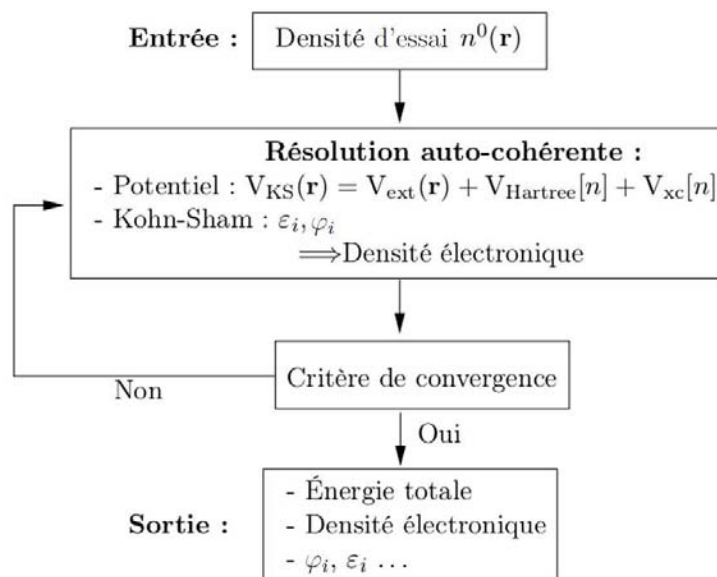 Entrée : Densité d'essai n⁰(r)
Résolution auto-cohérente :
- Potentiel : V_KS(r) = V_ext(r) + V_Hartree[n] + V_xc[n]
- Kohn-Sham : ε_i, φ_i
⟹Densité électronique
Critère de convergence
Non
Oui
- Énergie totale
Sortie : - Densité électronique
- φ_i, ε_i ...